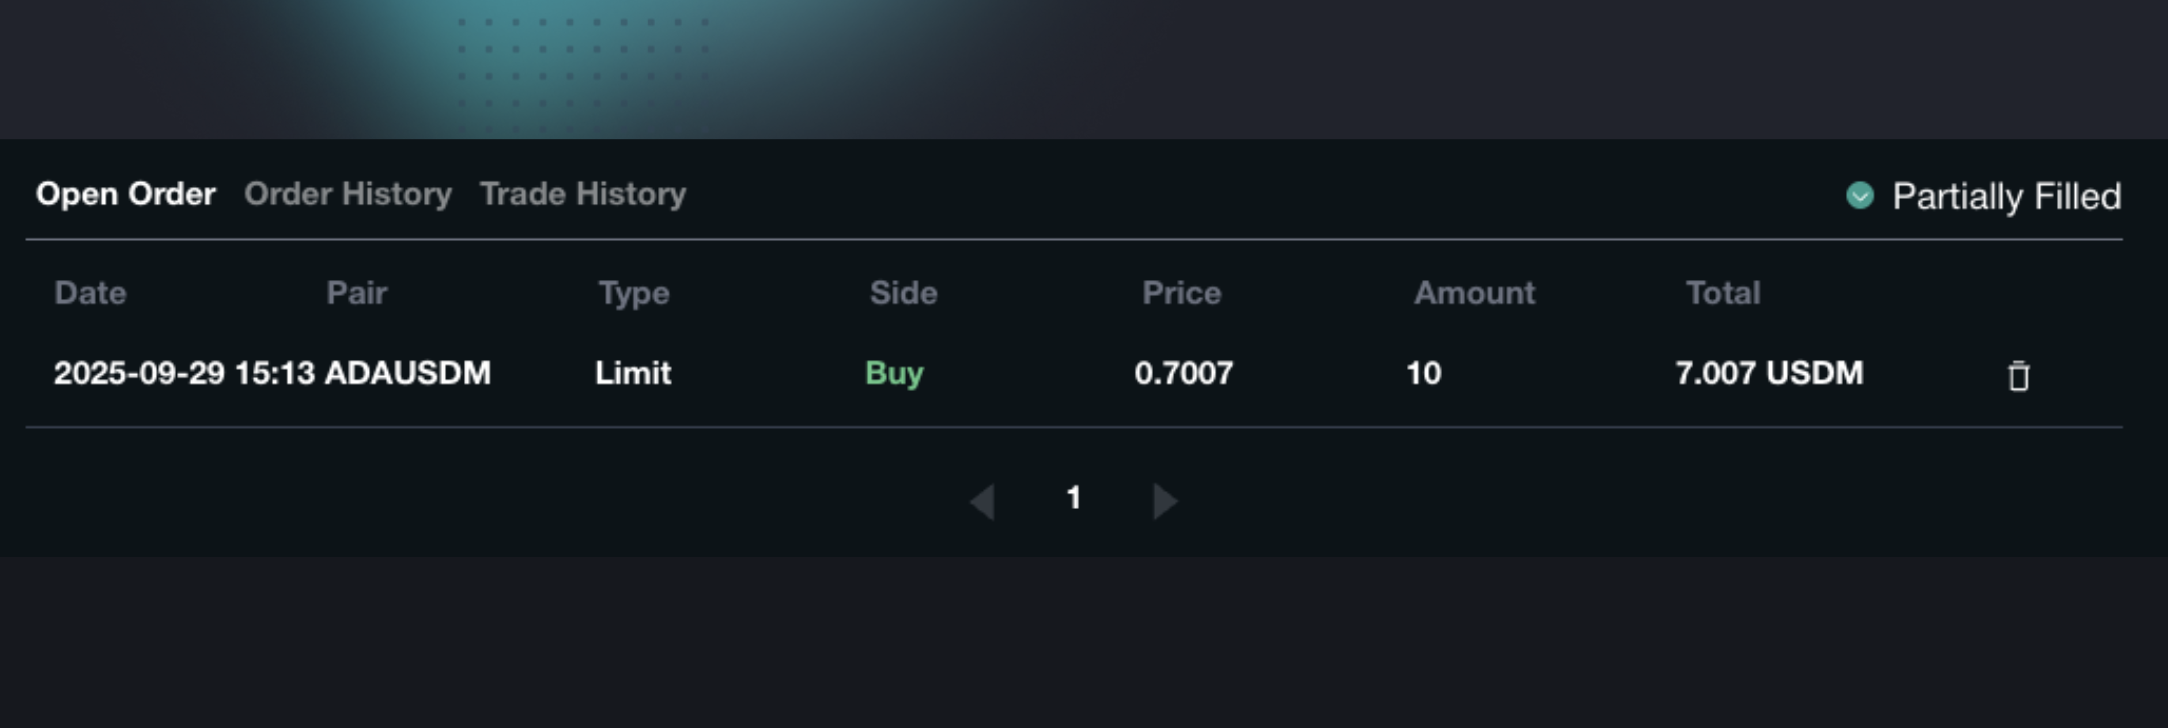 Open Order Order History Trade History Partially Filled
Date Pair Type Side Price Amount Total
2025-09-29 15:13 ADAUSDM Limit Buy 0.7007 10 7.007 USDM
1